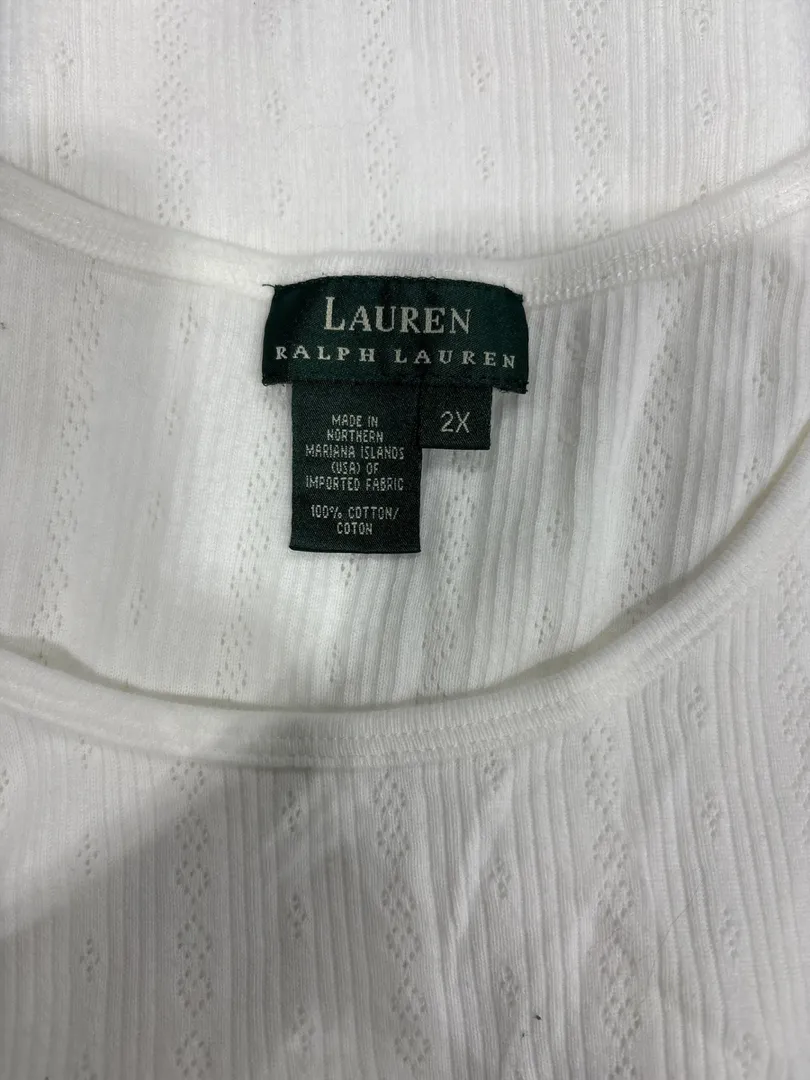 LAUREN
RALPH LAUREN
2X
MADE IN
NORTHERN
MARIANA ISLANDS
(USA) OF
IMPORTED FABRIC
100% COTTON/
COTON